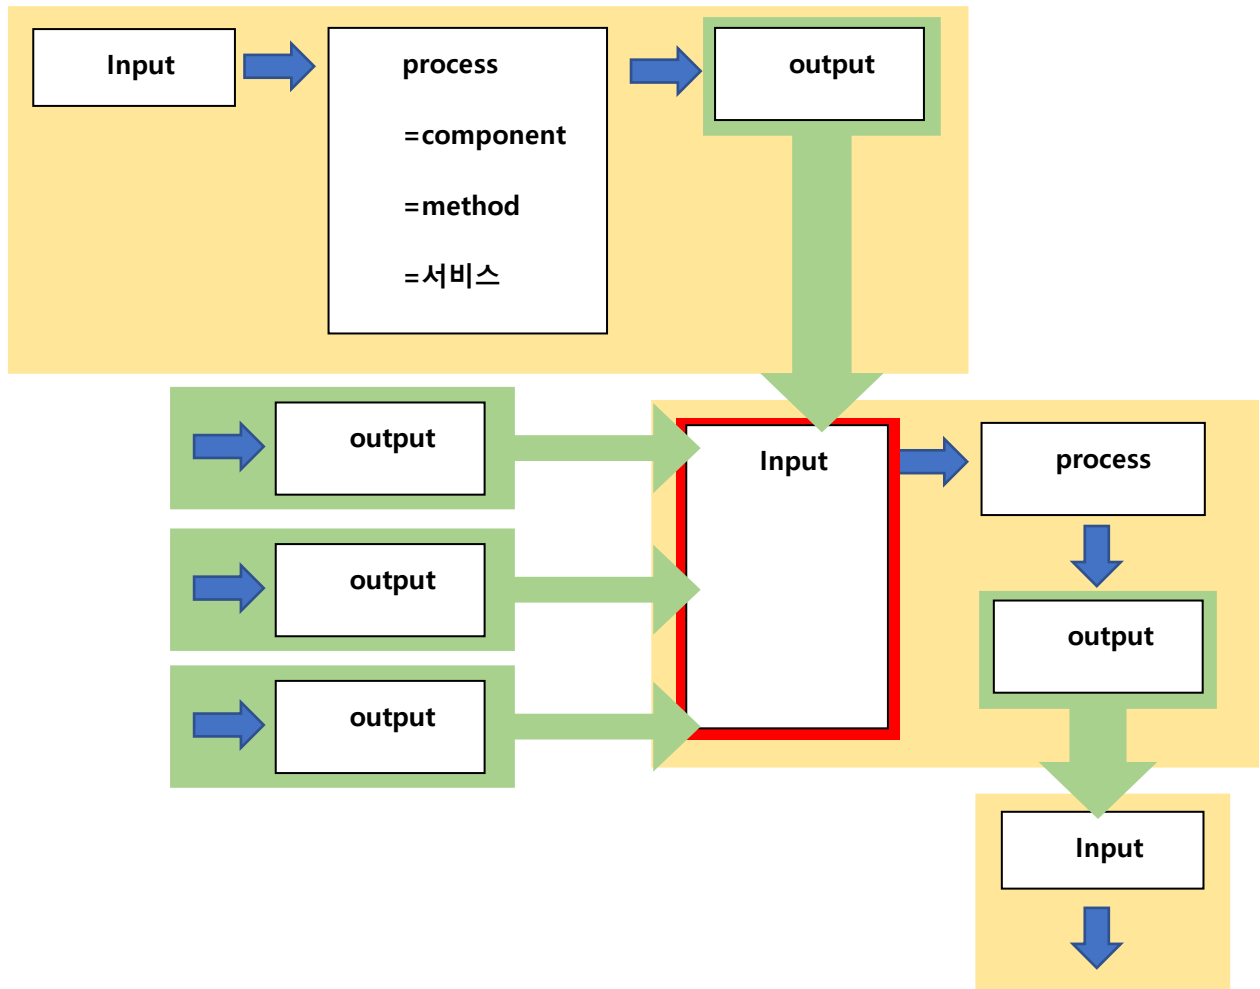 Input
process
=component
=method
=서비스
output
output
output
output
Input
process
output
Input